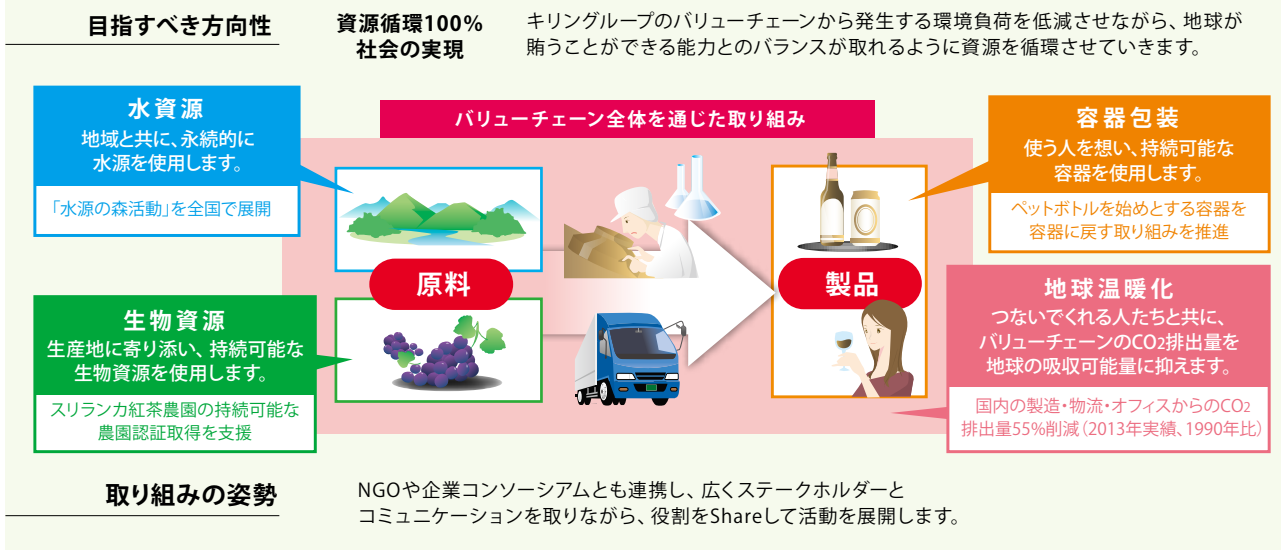 目指すべき方向性
資源循環100%
社会の実現
キリングループのバリューチェーンから発生する環境負荷を低減させながら、地球が
賄うことができる能力とのバランスが取れるように資源を循環させていきます。
水資源
地域と共に、永続的に
水源を使用します。
「水源の森活動」を全国で展開
バリューチェーン全体を通じた取り組み
容器包装
使う人を想い、持続可能な
容器を使用します。
ペットボトルを始めとする容器を
容器に戻す取り組みを推進
原料
製品
生物資源
生産地に寄り添い、持続可能な
生物資源を使用します。
スリランカ紅茶農園の持続可能な
農園認証取得を支援
地球温暖化
つないでくれる人たちと共に、
バリューチェーンのCO2排出量を
地球の吸収可能量に抑えます。
国内の製造・物流・オフィスからのCO2
排出量55%削減(2013年実績、1990年比)
取り組みの姿勢
NGOや企業コンソーシアムとも連携し、広くステークホルダーと
コミュニケーションを取りながら、役割をShareして活動を展開します。